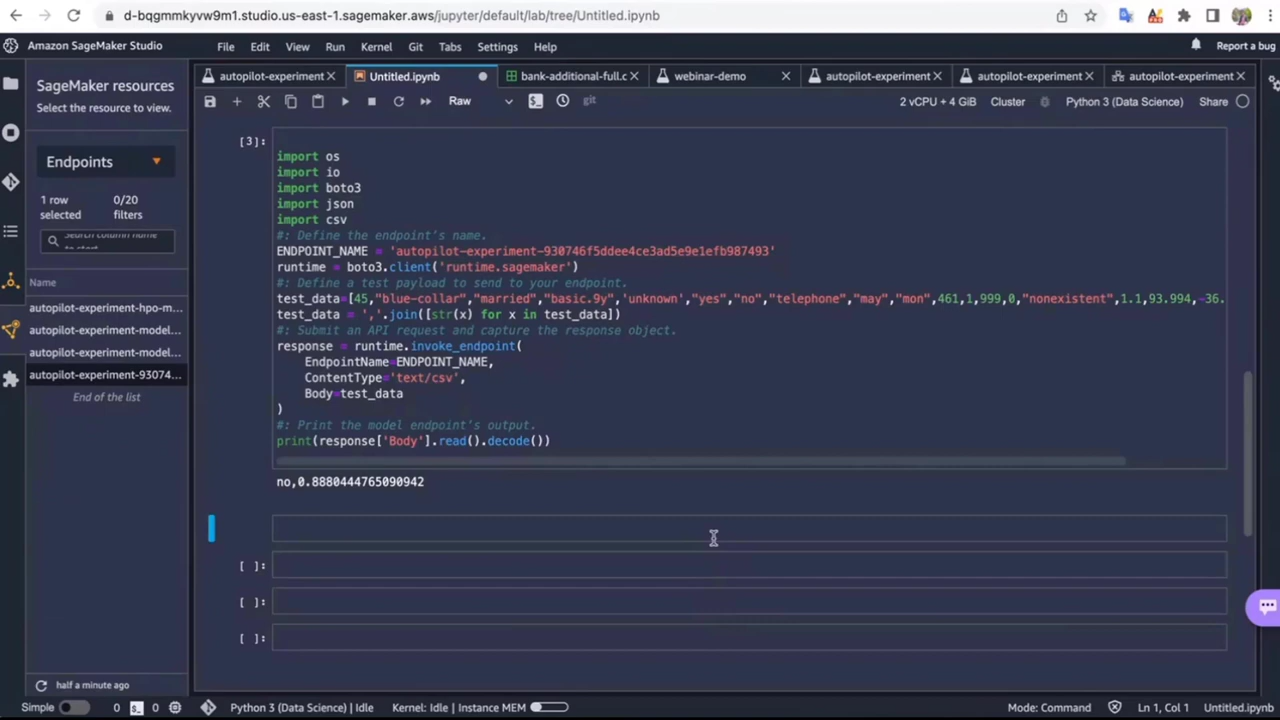 d-bqgmmkyvw9m1.studio.us-east-1.sagemaker.aws/jupyter/default/lab/tree/Untitled.ipynb
Amazon SageMaker Studio
File Edit View Run Kernel Git Tabs Settings Help
Report a bug
autopilot-experiment
Untitled.ipynb
bank-additional-full.c
webinar-demo
autopilot-experiment
autopilot-experiment
autopilot-experiment
Raw
git
2 vCPU + 4 GiB
Cluster
Python 3 (Data Science)
Share
SageMaker resources
Select the resource to view.
Endpoints
1 row
selected
0/20
filters
Search column name
to start
Name
autopilot-experiment-hpo-m...
autopilot-experiment-model...
autopilot-experiment-model...
autopilot-experiment-93074...
End of the list
half a minute ago
[3]:
import os
import io
import boto3
import json
import csv
#: Define the endpoint's name.
ENDPOINT_NAME = 'autopilot-experiment-930746f5ddee4ce3ad5e9e1efb987493'
runtime = boto3.client('runtime.sagemaker')
#: Define a test payload to send to your endpoint.
test_data=[45,"blue-collar","married","basic.9y",'unknown',"yes","no","telephone","may","mon",461,1,999,0,"nonexistent",1.1,93.994,-36.
test_data = ','.join([str(x) for x in test_data])
#: Submit an API request and capture the response object.
response = runtime.invoke_endpoint(
    EndpointName=ENDPOINT_NAME,
    ContentType='text/csv',
    Body=test_data
)
#: Print the model endpoint's output.
print(response['Body'].read().decode())
no,0.8880444765090942
[ ]:
[ ]:
[ ]:
Simple
0
0
Python 3 (Data Science) | Idle
Kernel: Idle | Instance MEM
Mode: Command
Ln 1, Col 1
Untitled.ipynb